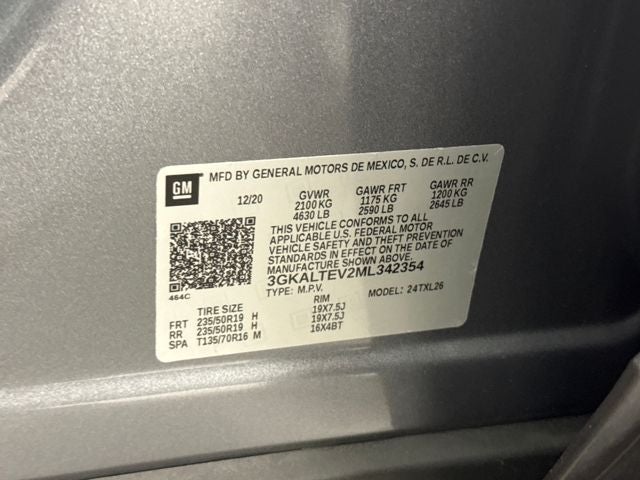 GM
MFD BY GENERAL MOTORS DE MEXICO, S. DE R.L. DE C.V.
12/20 GVWR GAWR FRT GAWR RR
2100 KG 1175 KG 1200 KG
4630 LB 2590 LB 2645 LB
THIS VEHICLE CONFORMS TO ALL
APPLICABLE U.S. FEDERAL MOTOR
VEHICLE SAFETY AND THEFT PREVENTION
STANDARDS IN EFFECT ON THE DATE OF
MANUFACTURE SHOWN ABOVE.
3GKALTEV2ML342354
464C
TYPE: M.P.V. MODEL: 24TXL26
TIRE SIZE RIM
FRT 235/50R19 H 19X7.5J
RR 235/50R19 H 19X7.5J
SPA T135/70R16 M 16X4BT